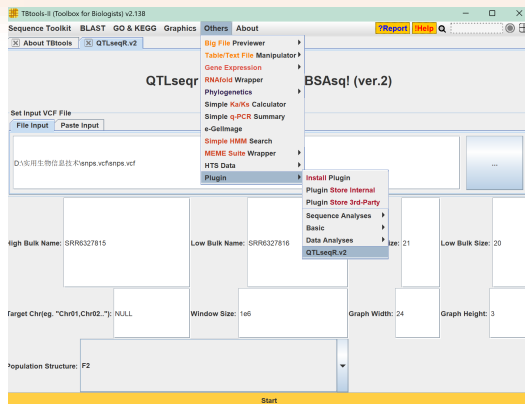 TBtools-II (Toolbox for Biologists) v2.138
Sequence Toolkit BLAST GO & KEGG Graphics Others About ?Report !Help
About TBtools QTLseqR.v2
QTLseqr BSAsq! (ver.2)
Set Input VCF File
File Input Paste Input
D:\实用生物信息技术\snps.vcf\snps.vcf
...
Big File Previewer
Table/Text File Manipulator
Gene Expression
RNAfold Wrapper
Phylogenetics
Simple Ka/Ks Calculator
Simple q-PCR Summary
e-GelImage
Simple HMM Search
MEME Suite Wrapper
HTS Data
Plugin
Install Plugin
Plugin Store Internal
Plugin Store 3rd-Party
Sequence Analyses
Basic
Data Analyses
QTLseqR.v2
High Bulk Name: SRR6327815 Low Bulk Name: SRR6327816 ize: 21 Low Bulk Size: 20
Target Chr(eg. "Chr01,Chr02.."): NULL Window Size: 1e6 Graph Width: 24 Graph Height: 3
Population Structure: F2
Start